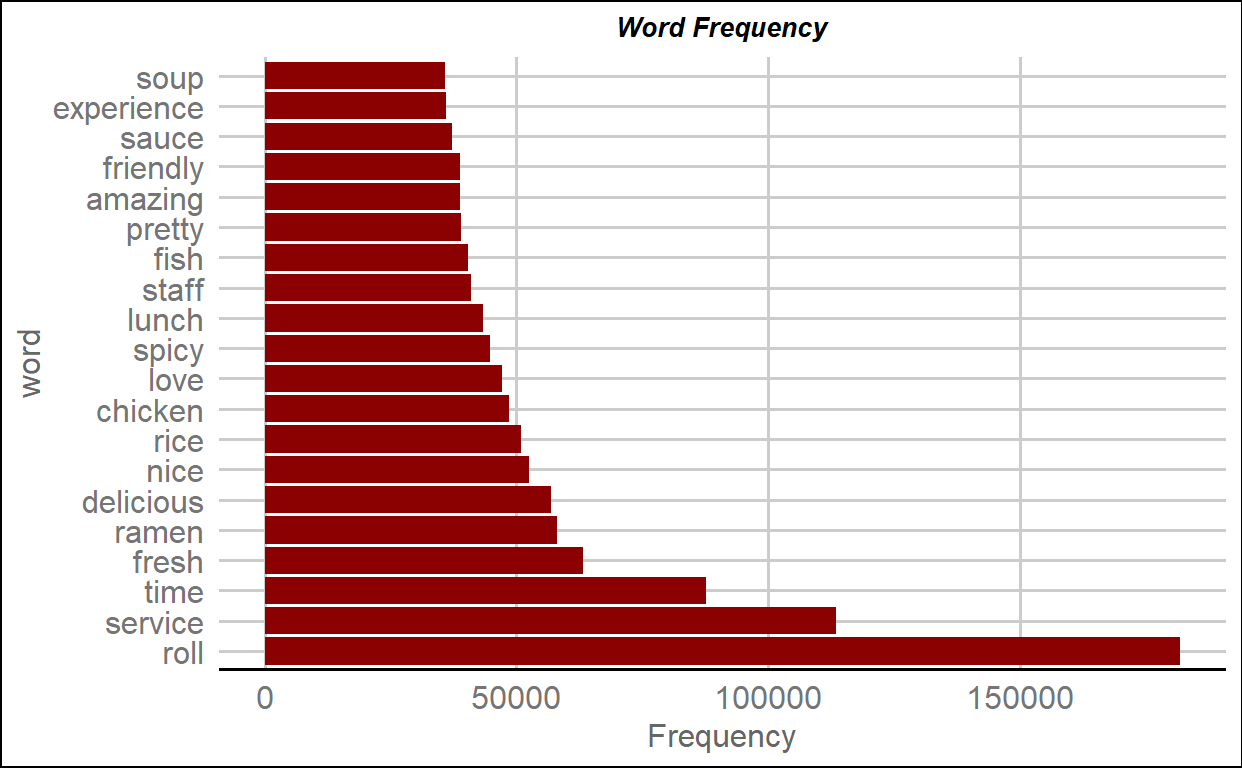 Word Frequency
soup
experience
sauce
friendly
amazing
pretty
fish
staff
lunch
spicy
love
chicken
rice
nice
delicious
ramen
fresh
time
service
roll
word
0 50000 100000 150000
Frequency